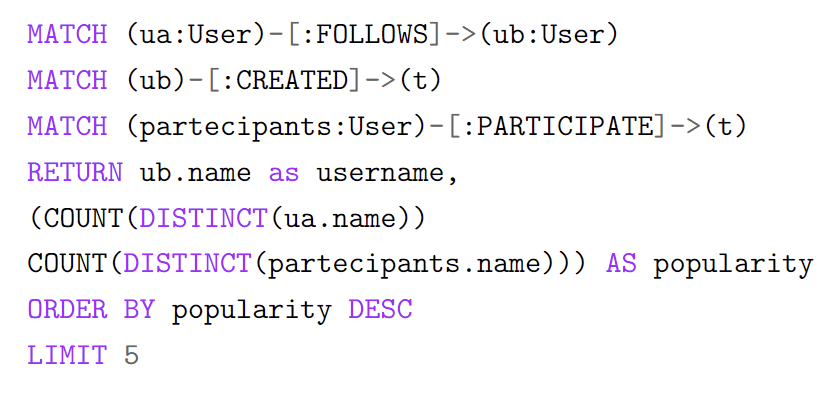 MATCH (ua:User)-[:FOLLOWS]->(ub:User)
MATCH (ub)-[:CREATED]->(t)
MATCH (partecipants:User)-[:PARTICIPATE]->(t)
RETURN ub.name as username,
(COUNT(DISTINCT(ua.name))
COUNT(DISTINCT(partecipants.name))) AS popularity
ORDER BY popularity DESC
LIMIT 5